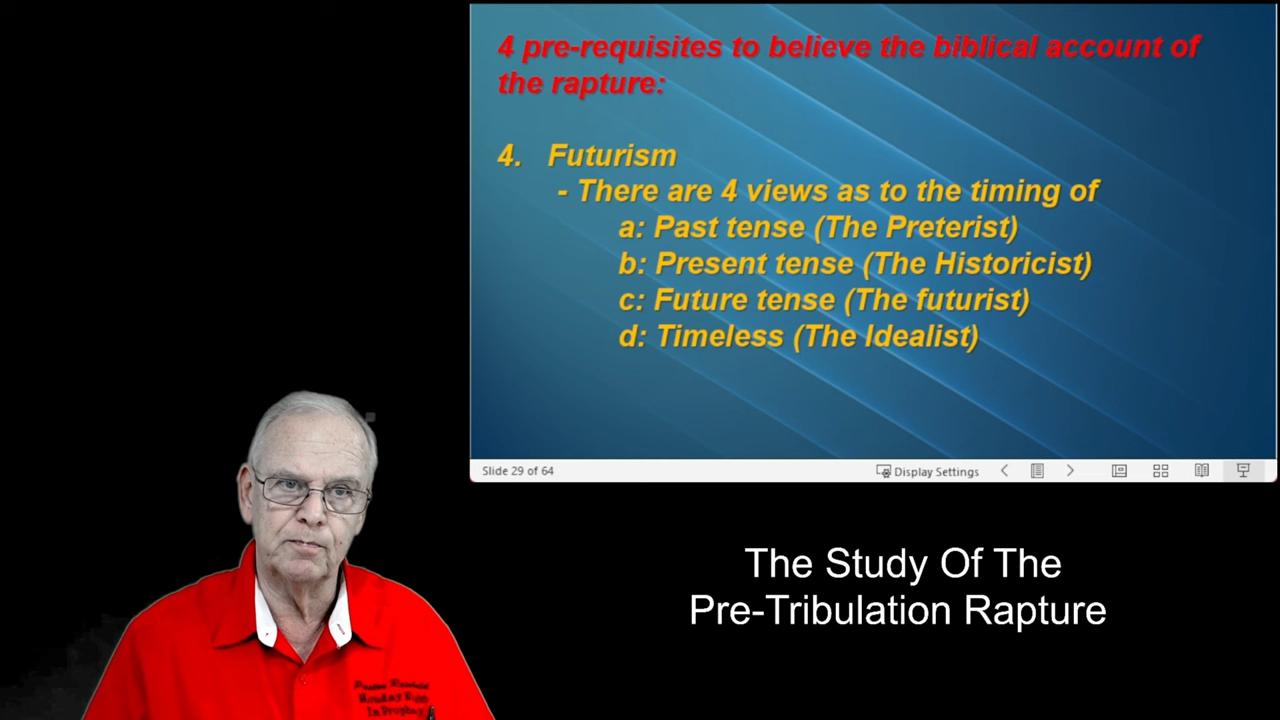 4 pre-requisites to believe the biblical account of
the rapture:
4. Futurism
- There are 4 views as to the timing of
a: Past tense (The Preterist)
b: Present tense (The Historicist)
c: Future tense (The futurist)
d: Timeless (The Idealist)
Slide 29 of 64
Display Settings
The Study Of The
Pre-Tribulation Rapture
Monday
In